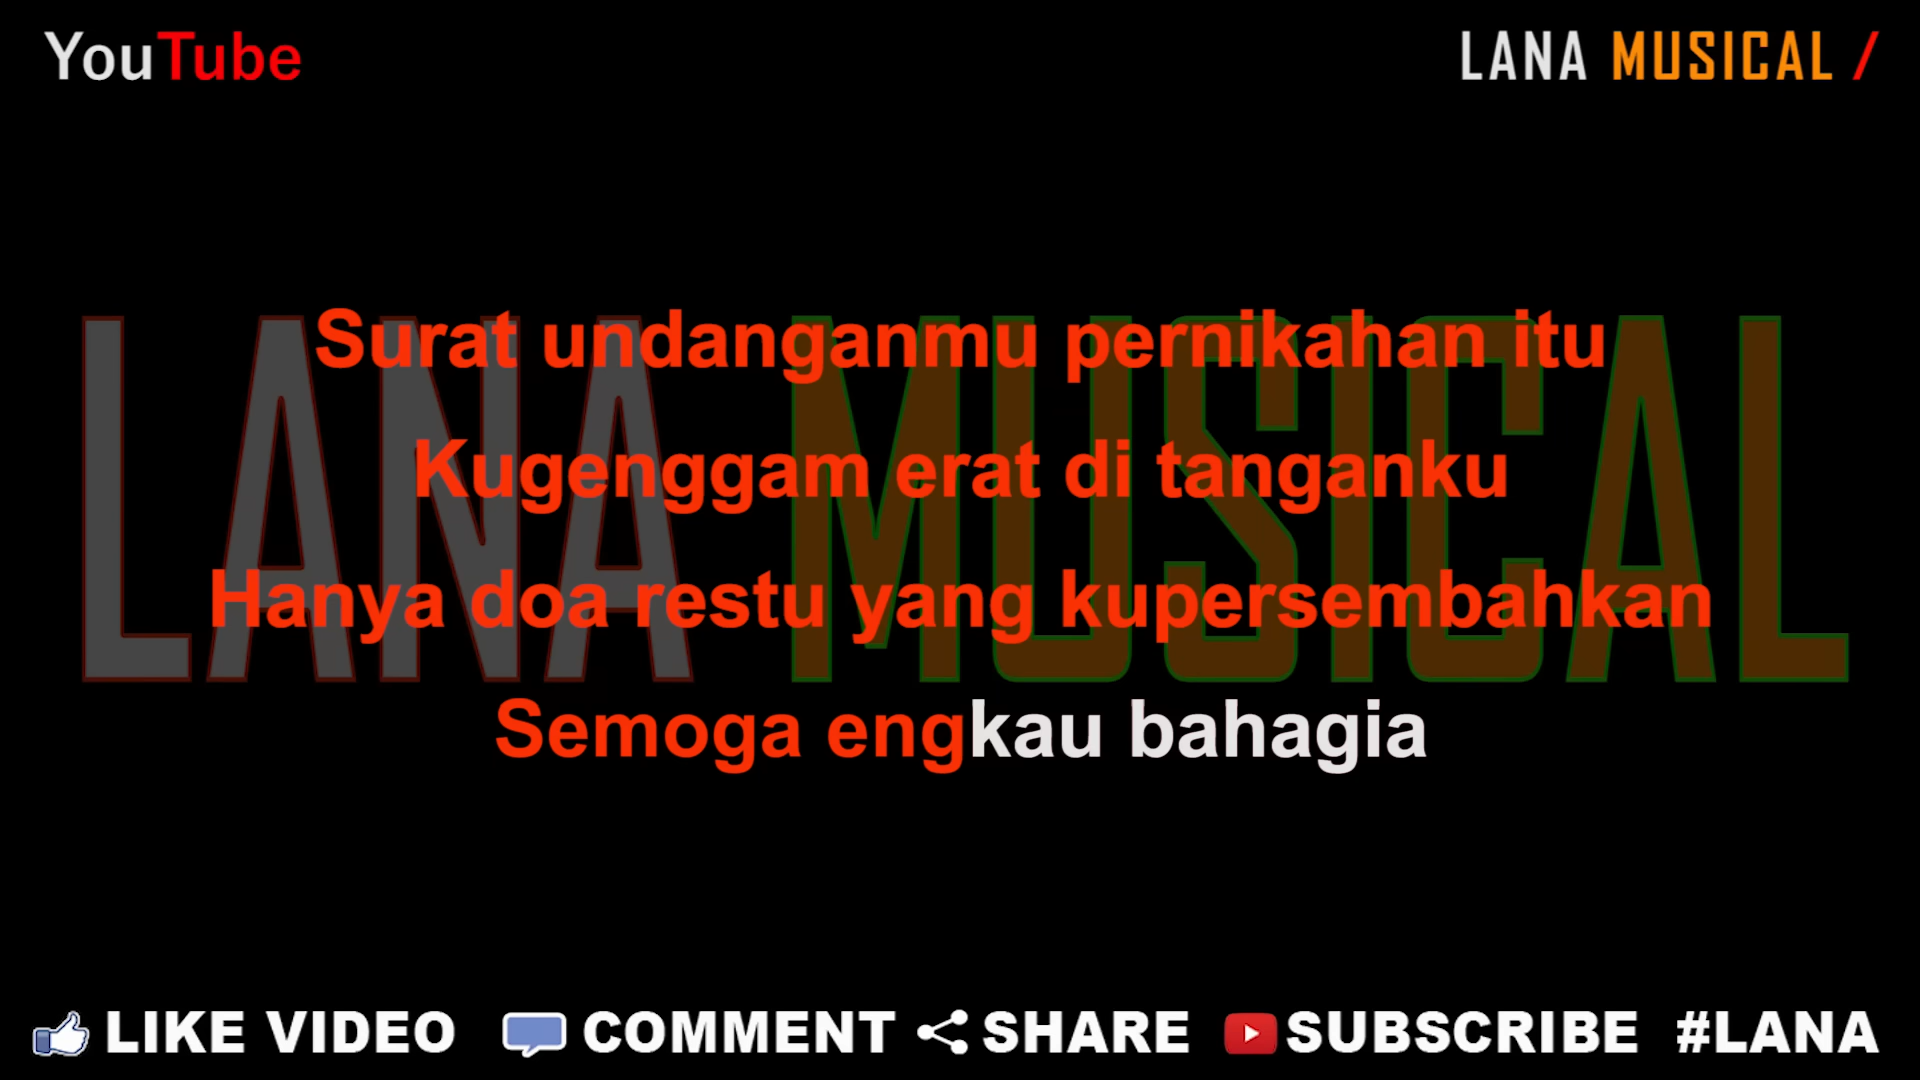 YouTube
LANA MUSICAL /
LANA MUSICAL
Surat undanganmu pernikahan itu
Kugenggam erat di tanganku
Hanya doa restu yang kupersembahkan
Semoga engkau bahagia
LIKE VIDEO COMMENT SHARE SUBSCRIBE #LANA